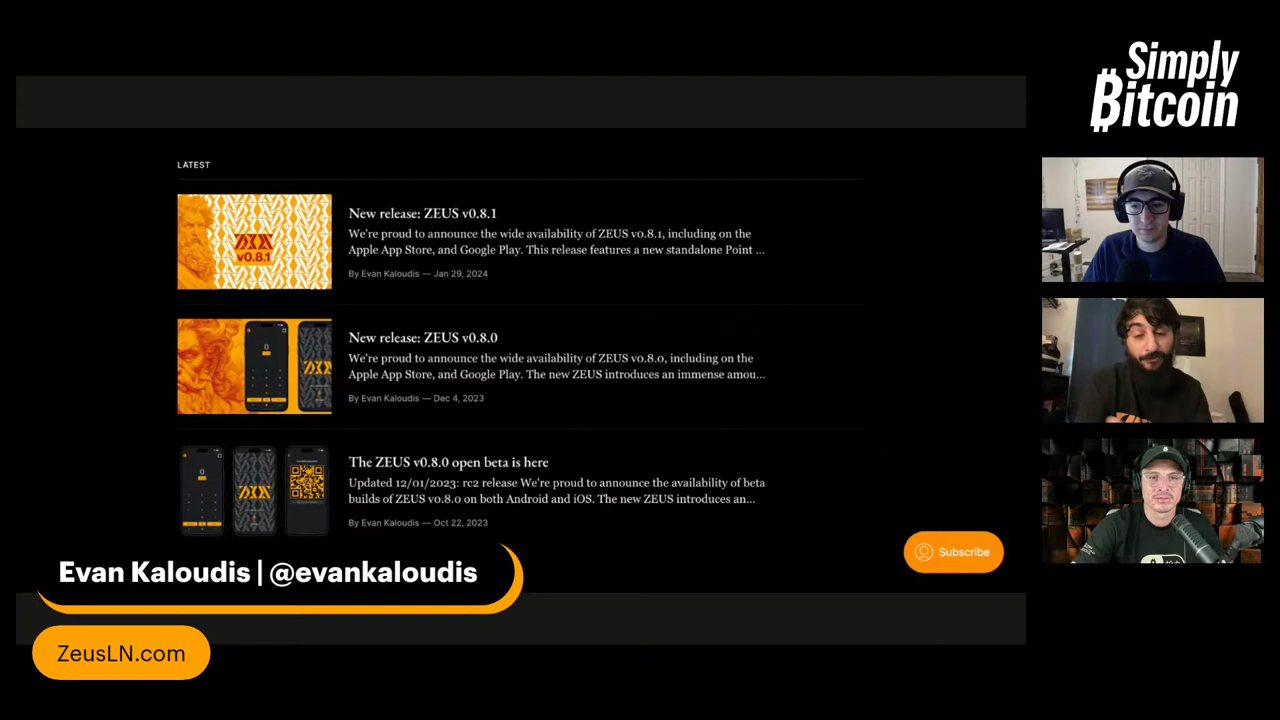 Simply
Bitcoin
LATEST
New release: ZEUS v0.8.1
We're proud to announce the wide availability of ZEUS v0.8.1, including on the
Apple App Store, and Google Play. This release features a new standalone Point ...
By Evan Kaloudis — Jan 29, 2024
v0.8.1
New release: ZEUS v0.8.0
We're proud to announce the wide availability of ZEUS v0.8.0, including on the
Apple App Store, and Google Play. The new ZEUS introduces an immense amou...
By Evan Kaloudis — Dec 4, 2023
The ZEUS v0.8.0 open beta is here
Updated 12/01/2023: rc2 release We're proud to announce the availability of beta
builds of ZEUS v0.8.0 on both Android and iOS. The new ZEUS introduces an...
By Evan Kaloudis — Oct 22, 2023
Subscribe
Evan Kaloudis | @evankaloudis
ZeusLN.com